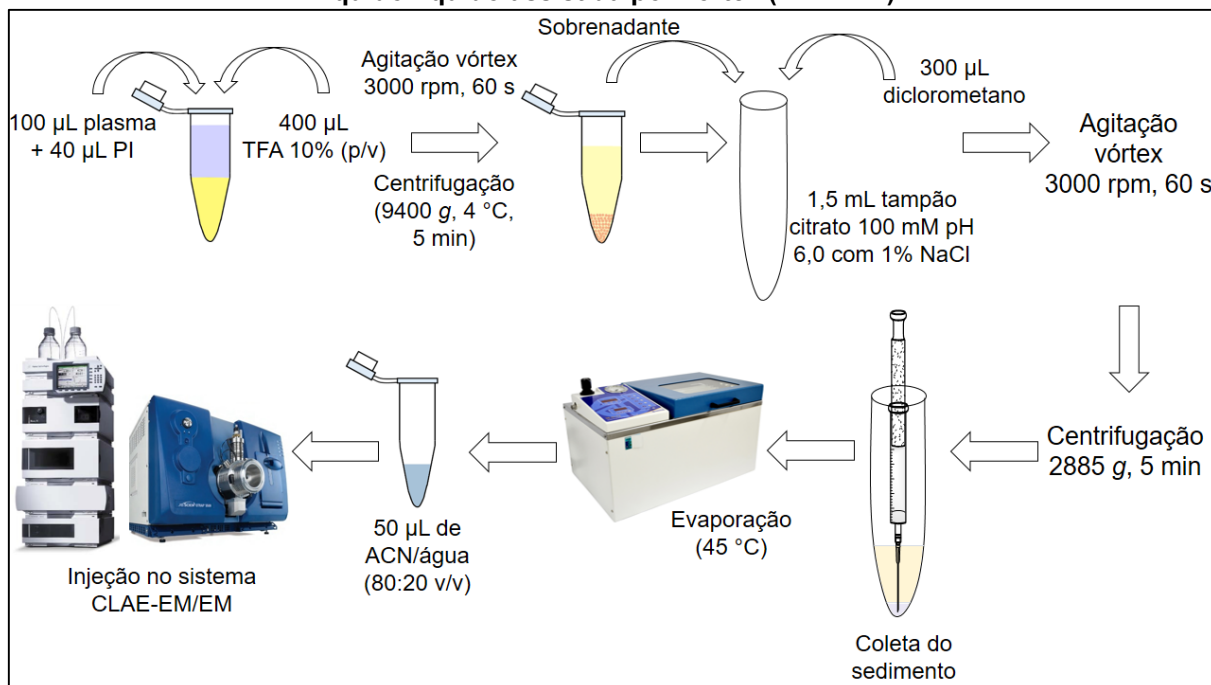 Sobrenadante
100 µL plasma
+ 40 µL PI
400 µL
TFA 10% (p/v)
Agitação vórtex
3000 rpm, 60 s
Centrifugação
(9400 g, 4 °C,
5 min)
300 µL
diclorometano
1,5 mL tampão
citrato 100 mM pH
6,0 com 1% NaCl
Agitação
vórtex
3000 rpm, 60 s
Centrifugação
2885 g, 5 min
Coleta do
sedimento
Evaporação
(45 °C)
50 µL de
ACN/água
(80:20 v/v)
Injeção no sistema
CLAE-EM/EM